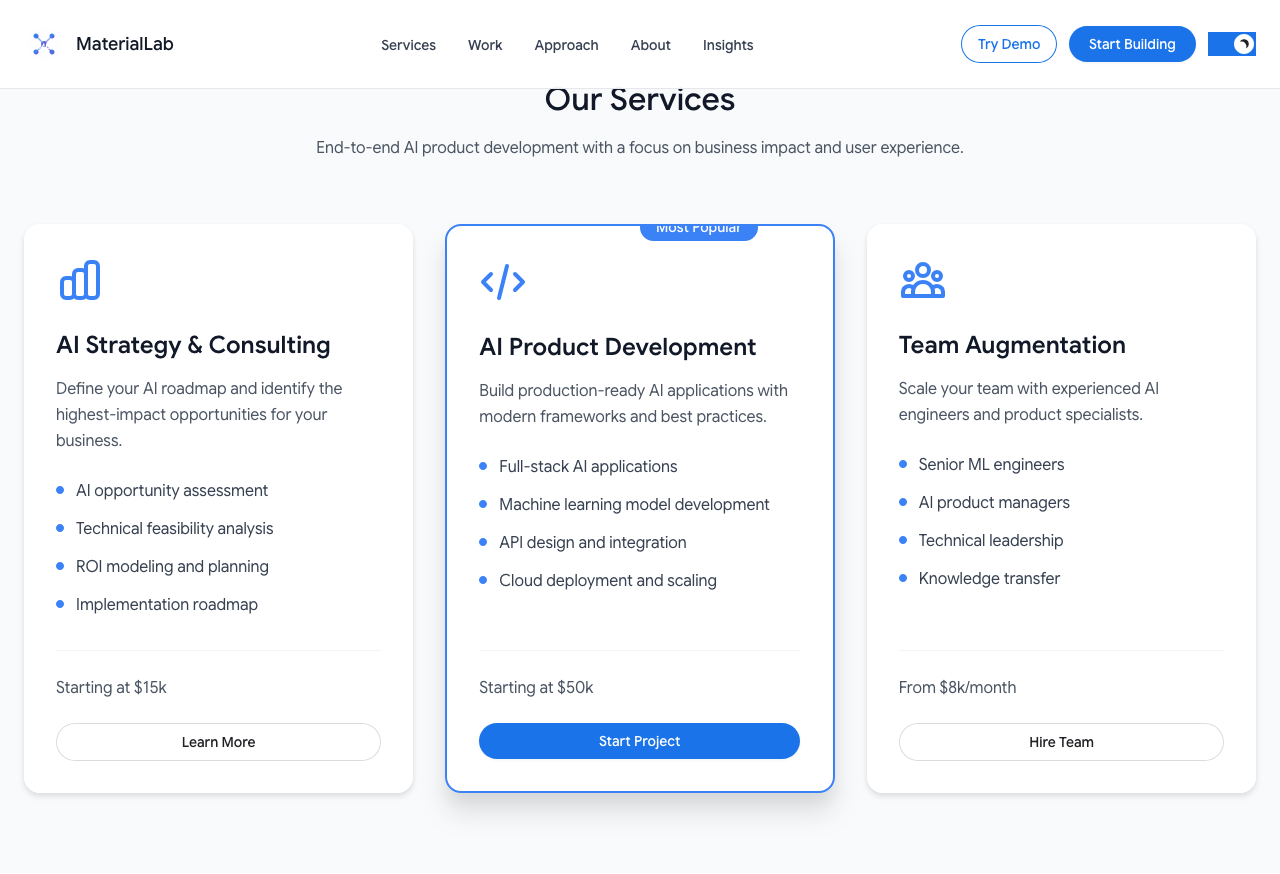 MaterialLab
Services
Work
Approach
About
Insights
Try Demo
Start Building
Our Services
End-to-end AI product development with a focus on business impact and user experience.
AI Strategy & Consulting
Define your AI roadmap and identify the
highest-impact opportunities for your
business.
AI opportunity assessment
Technical feasibility analysis
ROI modeling and planning
Implementation roadmap
Starting at $15k
Learn More
Most Popular
AI Product Development
Build production-ready AI applications with
modern frameworks and best practices.
Full-stack AI applications
Machine learning model development
API design and integration
Cloud deployment and scaling
Starting at $50k
Start Project
Team Augmentation
Scale your team with experienced AI
engineers and product specialists.
Senior ML engineers
AI product managers
Technical leadership
Knowledge transfer
From $8k/month
Hire Team